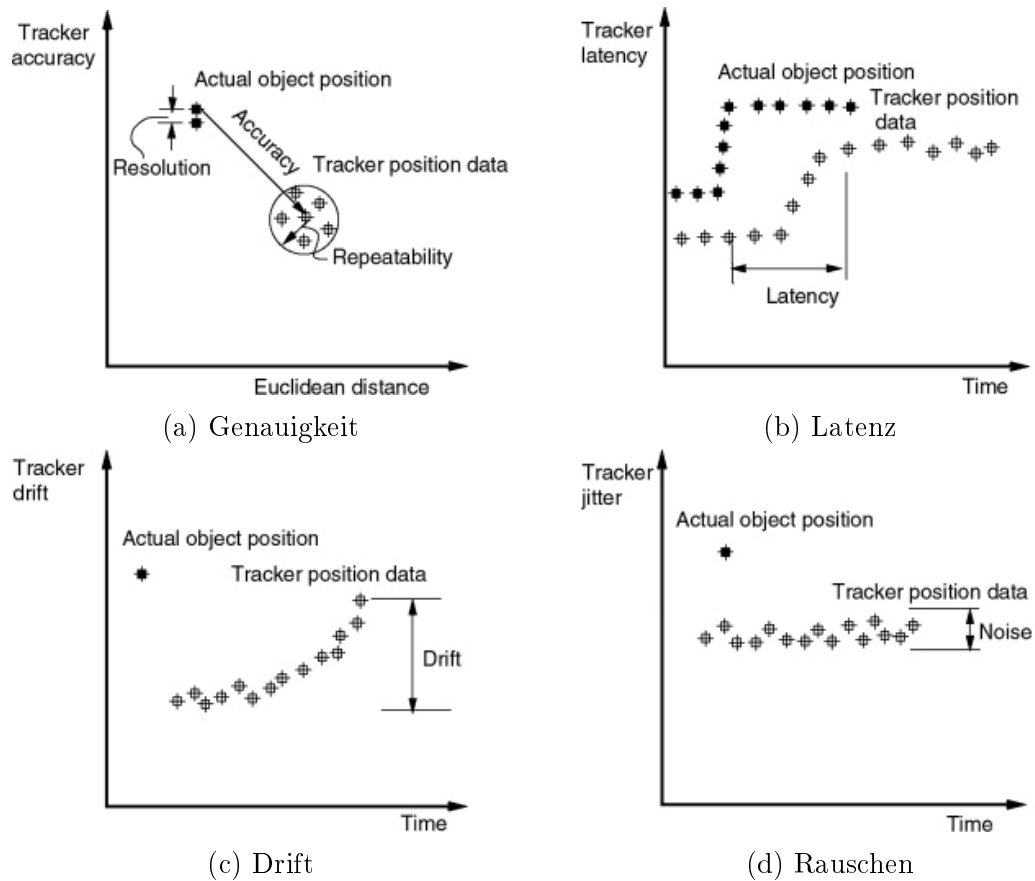 Tracker
accuracy
Actual object position
Accuracy
Resolution
Tracker position data
Repeatability
Euclidean distance
(a) Genauigkeit
Tracker
latency
Actual object position
Tracker position
data
Latency
Time
(b) Latenz
Tracker
drift
Actual object position
Tracker position data
Drift
Time
(c) Drift
Tracker
jitter
Actual object position
Tracker position data
Noise
Time
(d) Rauschen